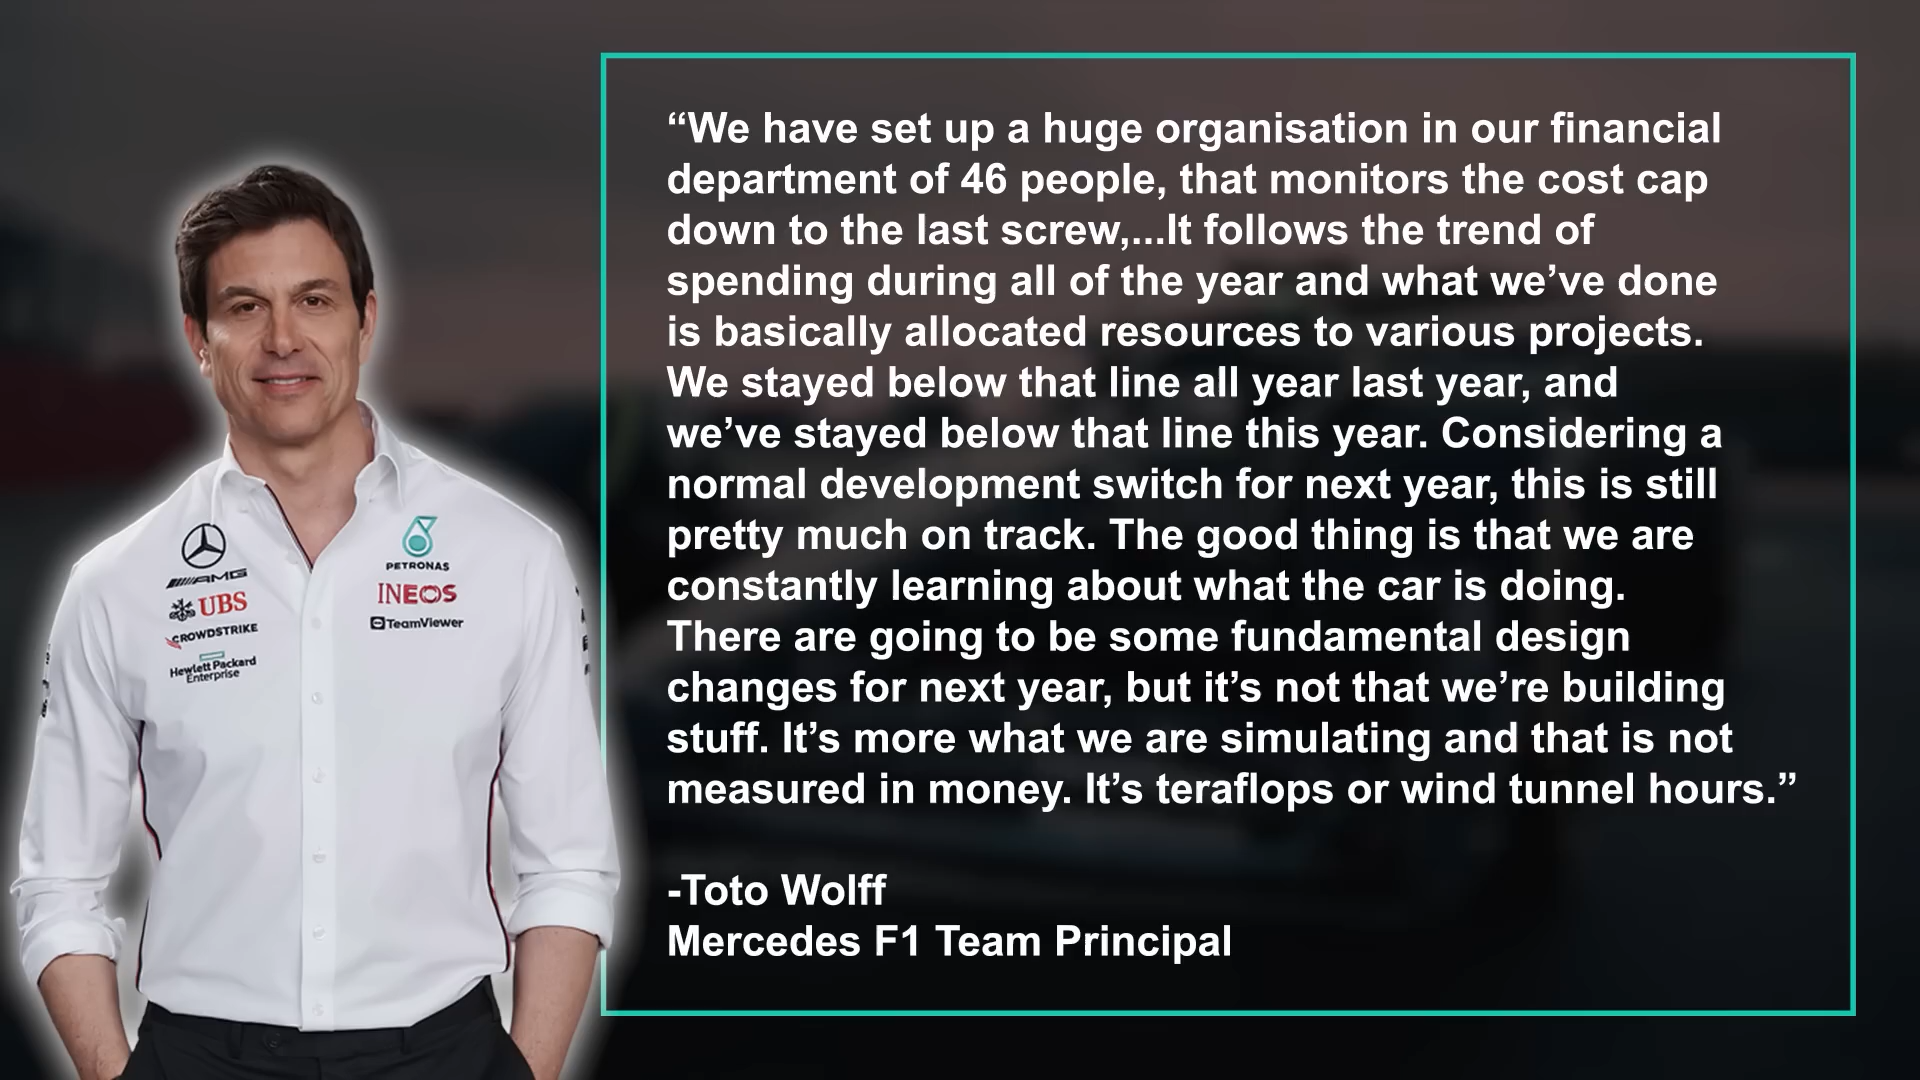 “We have set up a huge organisation in our financial
department of 46 people, that monitors the cost cap
down to the last screw,...It follows the trend of
spending during all of the year and what we’ve done
is basically allocated resources to various projects.
We stayed below that line all year last year, and
we’ve stayed below that line this year. Considering a
normal development switch for next year, this is still
pretty much on track. The good thing is that we are
constantly learning about what the car is doing.
There are going to be some fundamental design
changes for next year, but it’s not that we’re building
stuff. It’s more what we are simulating and that is not
measured in money. It’s teraflops or wind tunnel hours.”
-Toto Wolff
Mercedes F1 Team Principal
AMG
UBS
CROWDSTRIKE
Hewlett Packard
Enterprise
PETRONAS
INEOS
TeamViewer